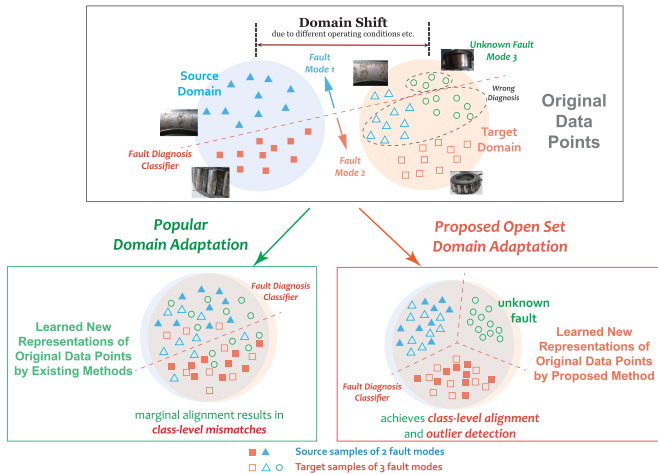 Domain Shift
due to different operating conditions etc.
Unknown Fault
Mode 3
Fault
Mode 1
Source
Domain
Wrong
Diagnosis
Original
Data
Points
Target
Domain
Fault Diagnosis
Classifier
Fault
Mode 2
Popular
Domain Adaptation
Proposed Open Set
Domain Adaptation
Fault Diagnosis
Classifier
Learned New
Representations of
Original Data Points
by Existing Methods
marginal alignment results in
class-level mismatches
unknown
fault
Learned New
Representations of
Original Data Points
by Proposed Method
Fault Diagnosis
Classifier
achieves class-level alignment
and outlier detection
Source samples of 2 fault modes
Target samples of 3 fault modes